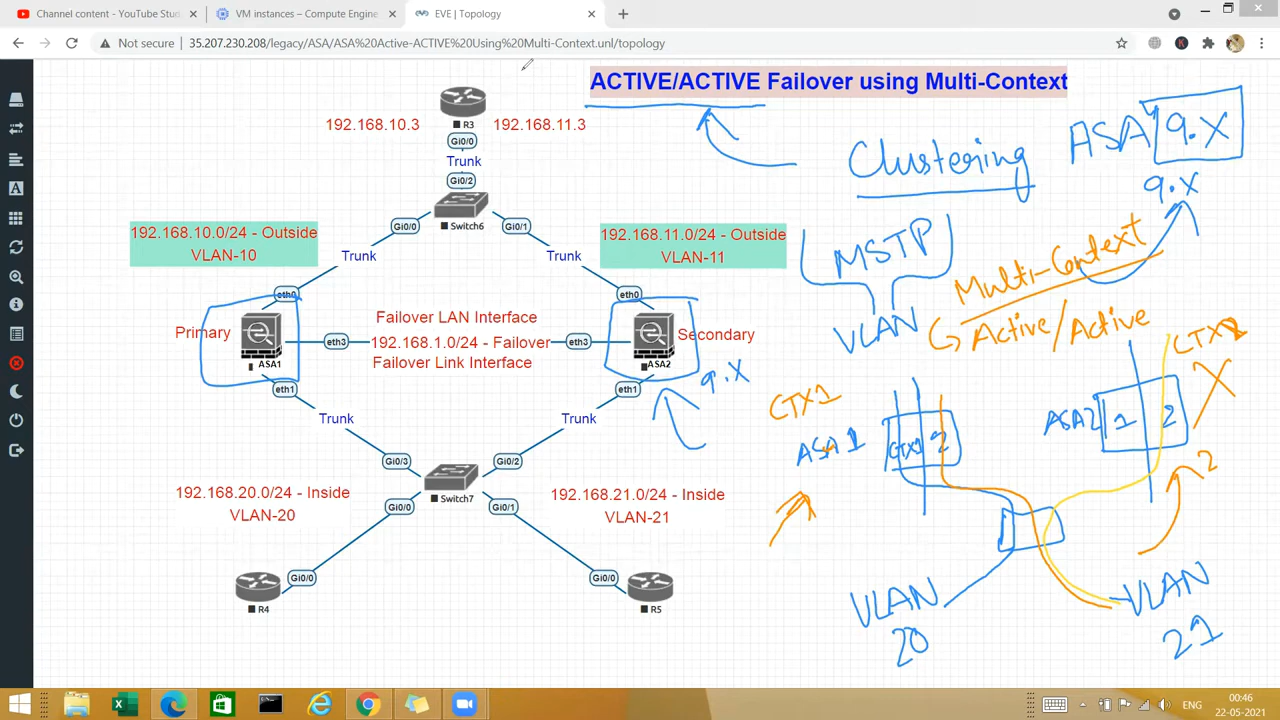 Channel content - YouTube Stud
VM instances – Compute Engine
EVE | Topology
Not secure | 35.207.230.208/legacy/ASA/ASA%20Active-ACTIVE%20Using%20Multi-Context.unl/topology
ACTIVE/ACTIVE Failover using Multi-Context
R3
192.168.10.3
192.168.11.3
Gi0/0
Trunk
Gi0/2
Switch6
Gi0/0
Gi0/1
192.168.10.0/24 - Outside
VLAN-10
192.168.11.0/24 - Outside
VLAN-11
Trunk
Trunk
eth0
eth0
Primary
ASA1
Failover LAN Interface
eth3
192.168.1.0/24 - Failover
eth3
Failover Link Interface
Secondary
ASA2
eth1
eth1
Trunk
Trunk
Gi0/3
Gi0/2
Switch7
192.168.20.0/24 - Inside
VLAN-20
192.168.21.0/24 - Inside
VLAN-21
Gi0/0
Gi0/1
Gi0/0
R4
Gi0/0
R5
Clustering
ASA 9.X
9.X
MSTP
VLAN
Multi-Context
Active/Active
9.X
CTX1
ASA 1
CTX1
2
ASA2
1
2
2
VLAN
20
VLAN
21
K
ENG
00:46
22-05-2021